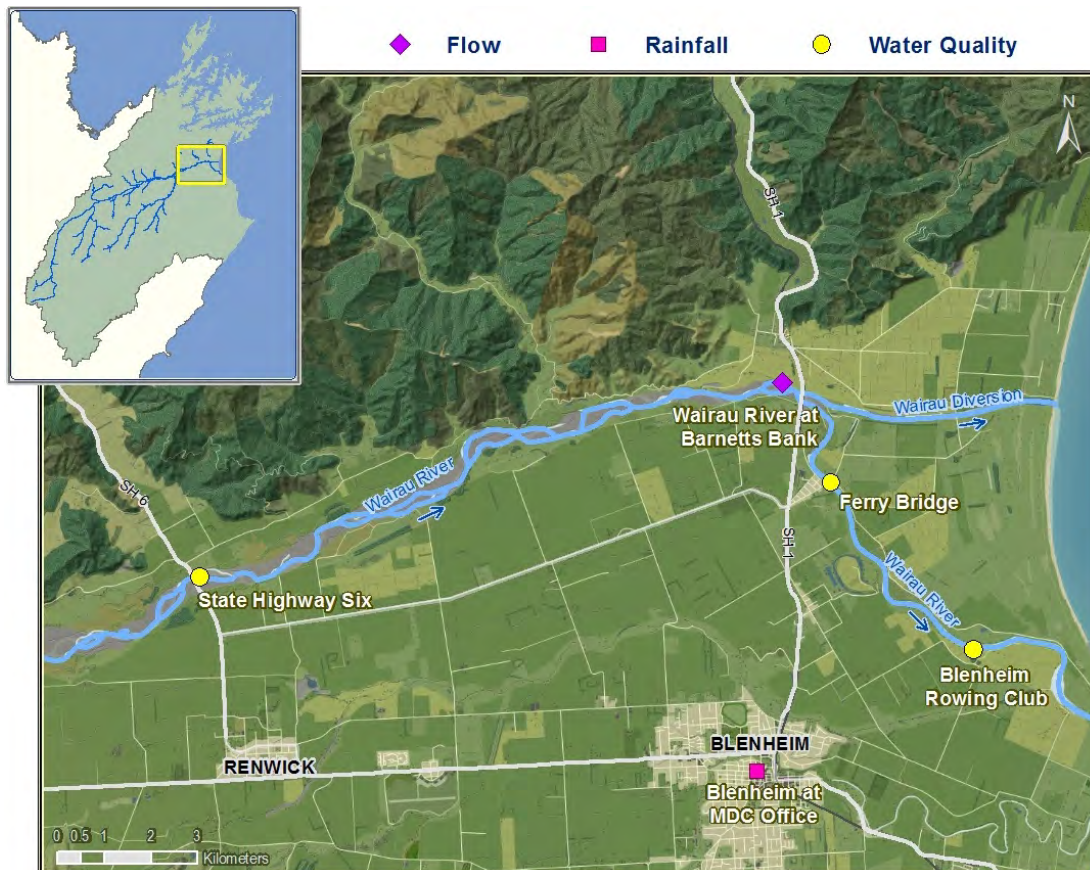 Flow
Rainfall
Water Quality
N
SH 1
Wairau Diversion
Wairau River at
Barnetts Bank
Wairau River
SH 6
Ferry Bridge
SH 1
State Highway Six
Wairau River
Blenheim
Rowing Club
RENWICK
BLENHEIM
Blenheim at
MDC Office
0 0.5 1 2 3
Kilometers